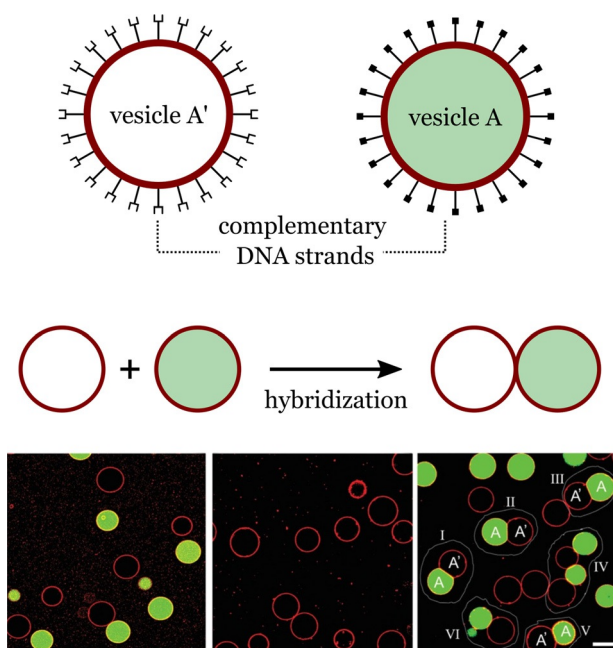 vesicle A'
vesicle A
complementary
DNA strands
+
hybridization
I
A'
A
II
A
A'
III
A'
A
IV
V
A'
A
VI